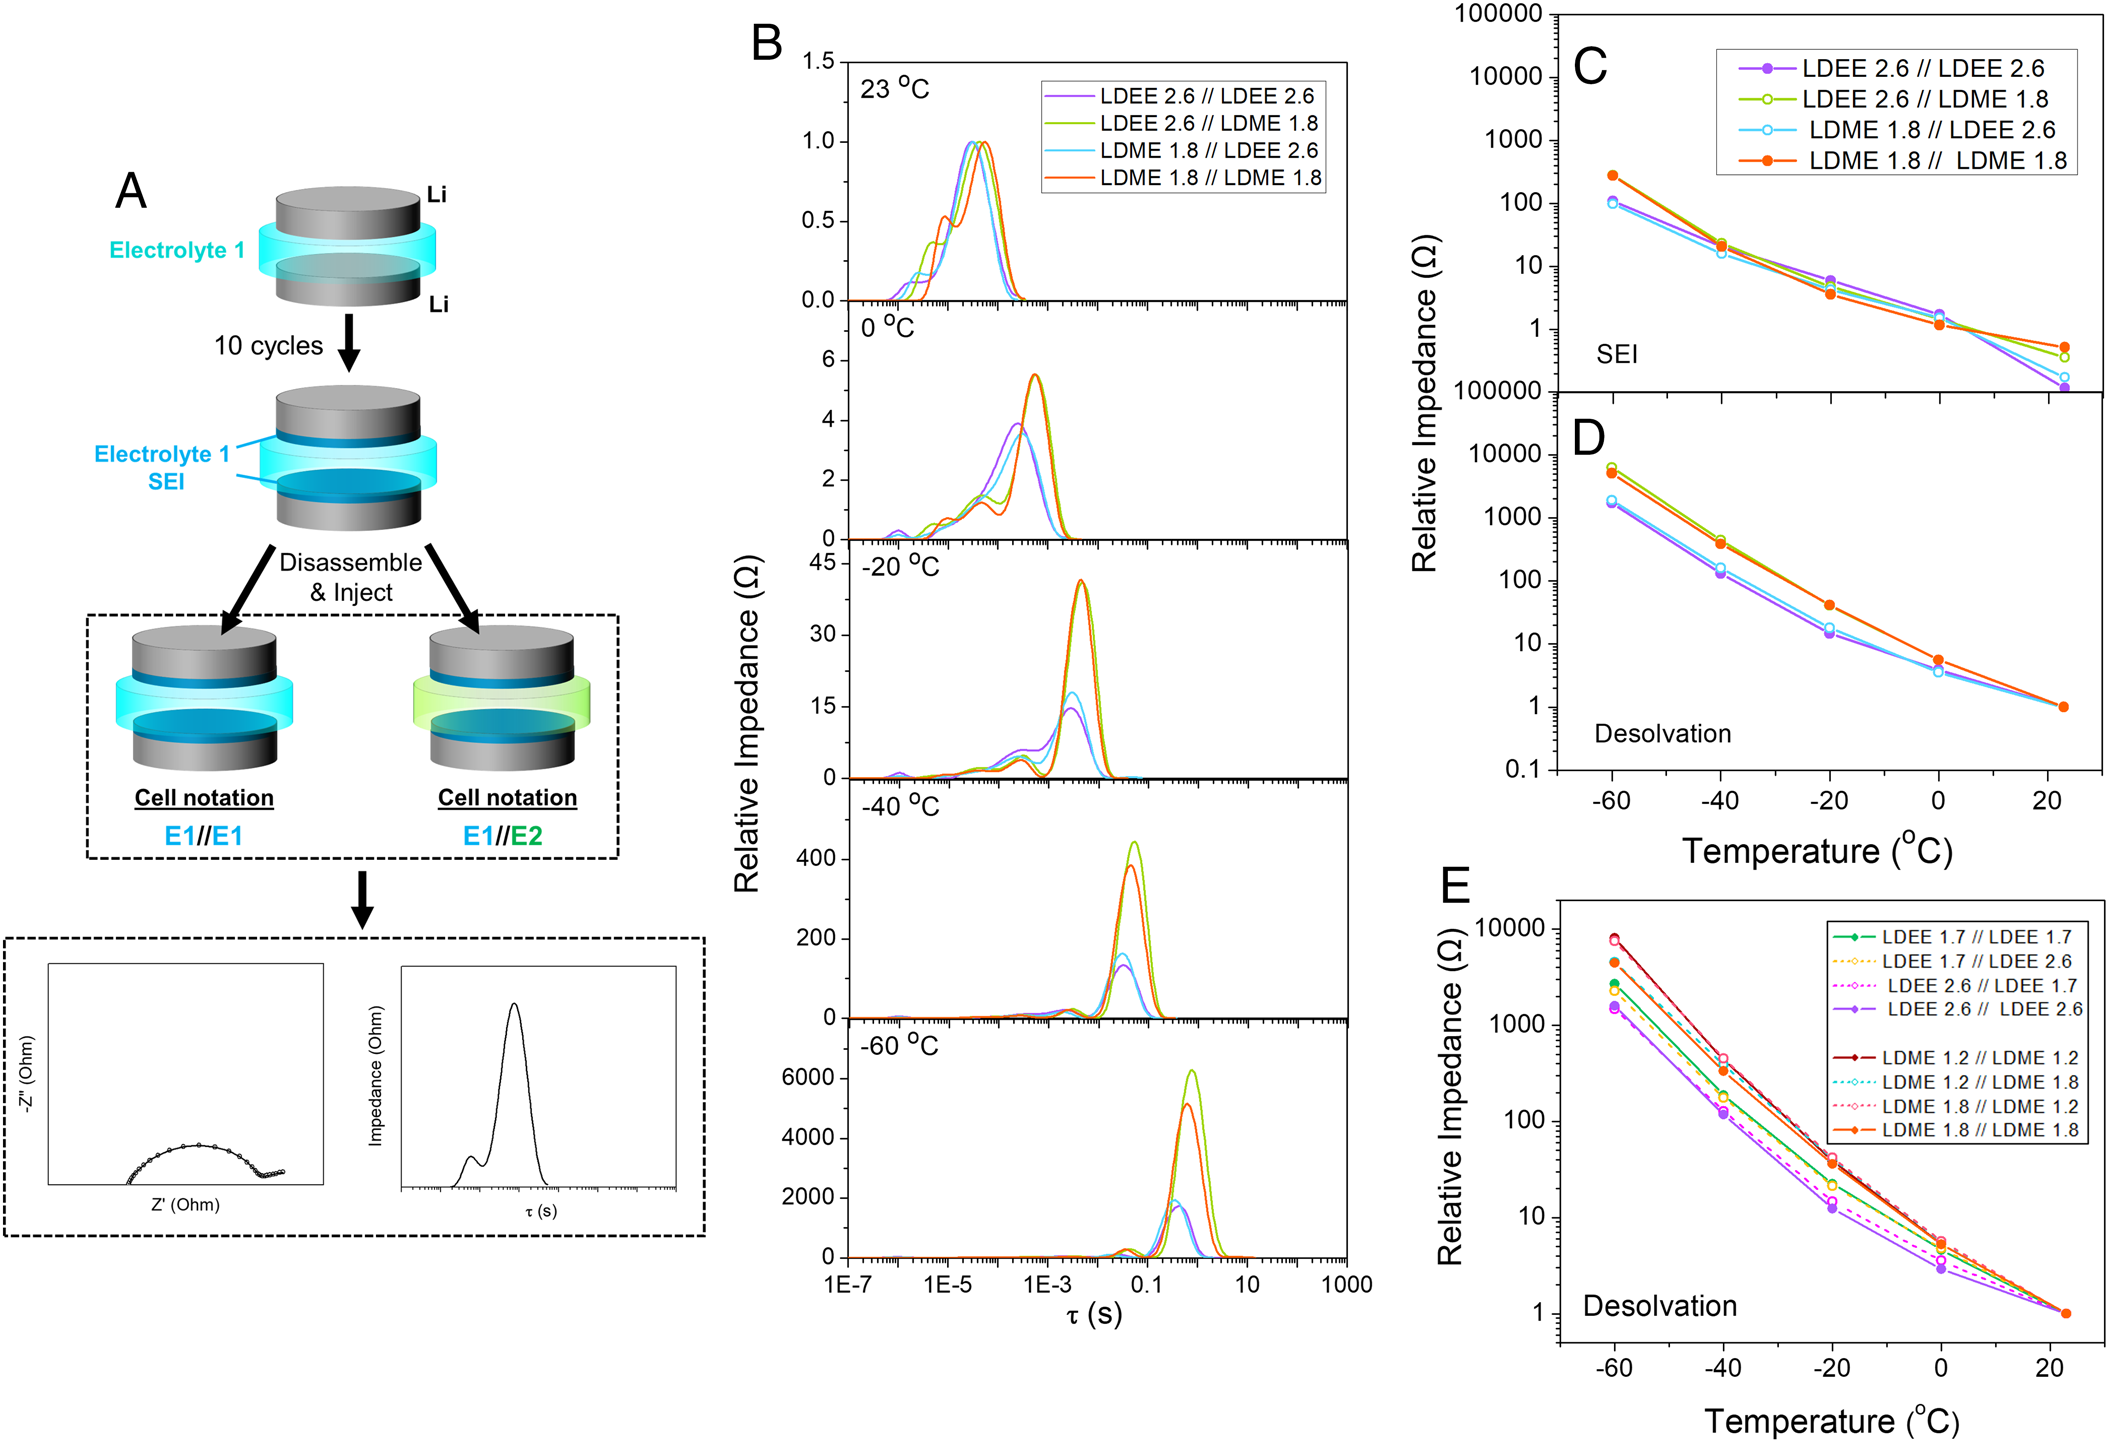 A
Li
Electrolyte 1
Li
10 cycles
Electrolyte 1
SEI
Disassemble
& Inject
Cell notation
E1//E1
Cell notation
E1//E2
-Z" (Ohm)
Z' (Ohm)
Impedance (Ohm)
τ (s)
B
Relative Impedance (Ω)
23 °C
LDEE 2.6 // LDEE 2.6
LDEE 2.6 // LDME 1.8
LDME 1.8 // LDEE 2.6
LDME 1.8 // LDME 1.8
1.5
1.0
0.5
0.0
0 °C
6
4
2
0
-20 °C
45
30
15
0
-40 °C
400
200
0
-60 °C
6000
4000
2000
0
1E-7
1E-5
1E-3
0.1
10
1000
τ (s)
C
Relative Impedance (Ω)
100000
10000
1000
100
10
1
LDEE 2.6 // LDEE 2.6
LDEE 2.6 // LDME 1.8
LDME 1.8 // LDEE 2.6
LDME 1.8 // LDME 1.8
SEI
D
Relative Impedance (Ω)
100000
10000
1000
100
10
1
0.1
Desolvation
-60
-40
-20
0
20
Temperature (°C)
E
Relative Impedance (Ω)
10000
1000
100
10
1
LDEE 1.7 // LDEE 1.7
LDEE 1.7 // LDEE 2.6
LDEE 2.6 // LDEE 1.7
LDEE 2.6 // LDEE 2.6
LDME 1.2 // LDME 1.2
LDME 1.2 // LDME 1.8
LDME 1.8 // LDME 1.2
LDME 1.8 // LDME 1.8
Desolvation
-60
-40
-20
0
20
Temperature (°C)